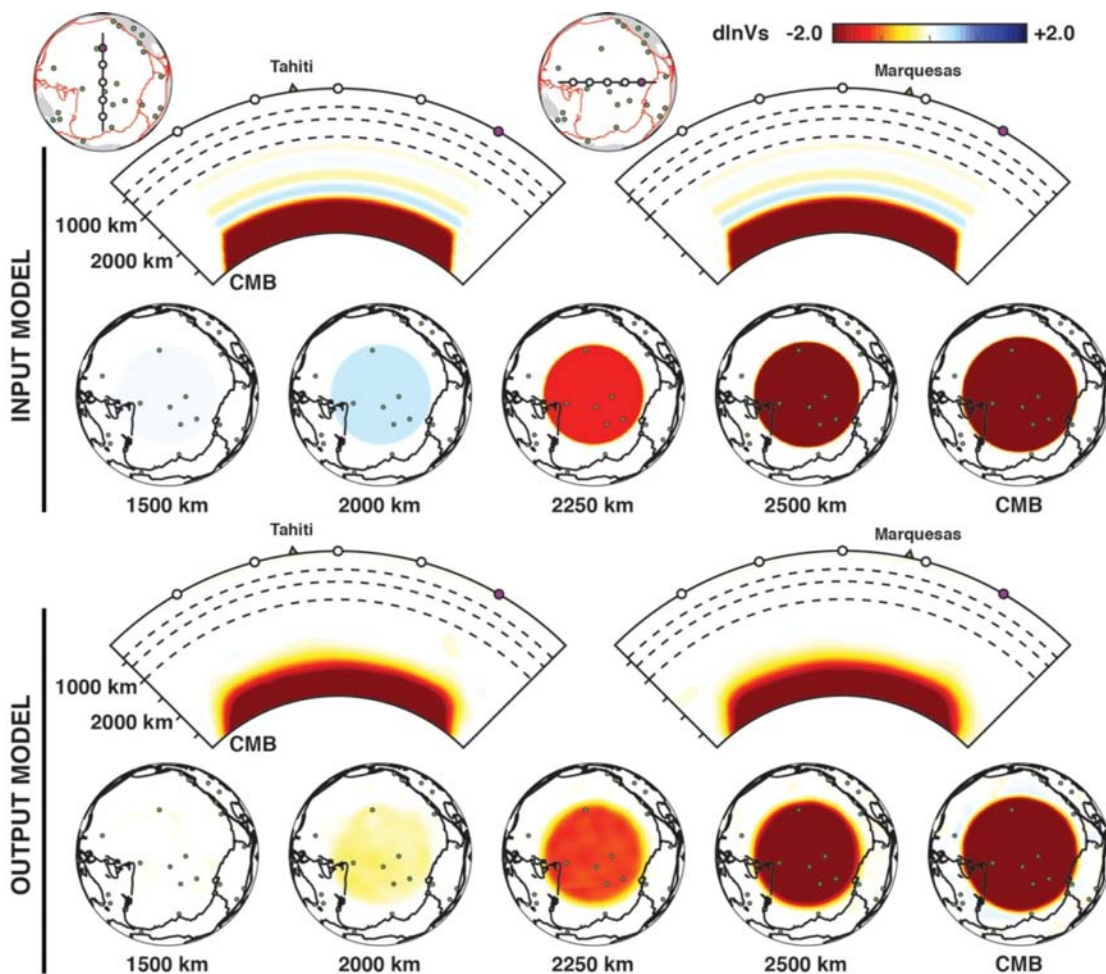 dlnVs -2.0 +2.0
Tahiti Marquesas
INPUT MODEL
1000 km
2000 km
CMB
1500 km 2000 km 2250 km 2500 km CMB
Tahiti Marquesas
OUTPUT MODEL
1000 km
2000 km
CMB
1500 km 2000 km 2250 km 2500 km CMB